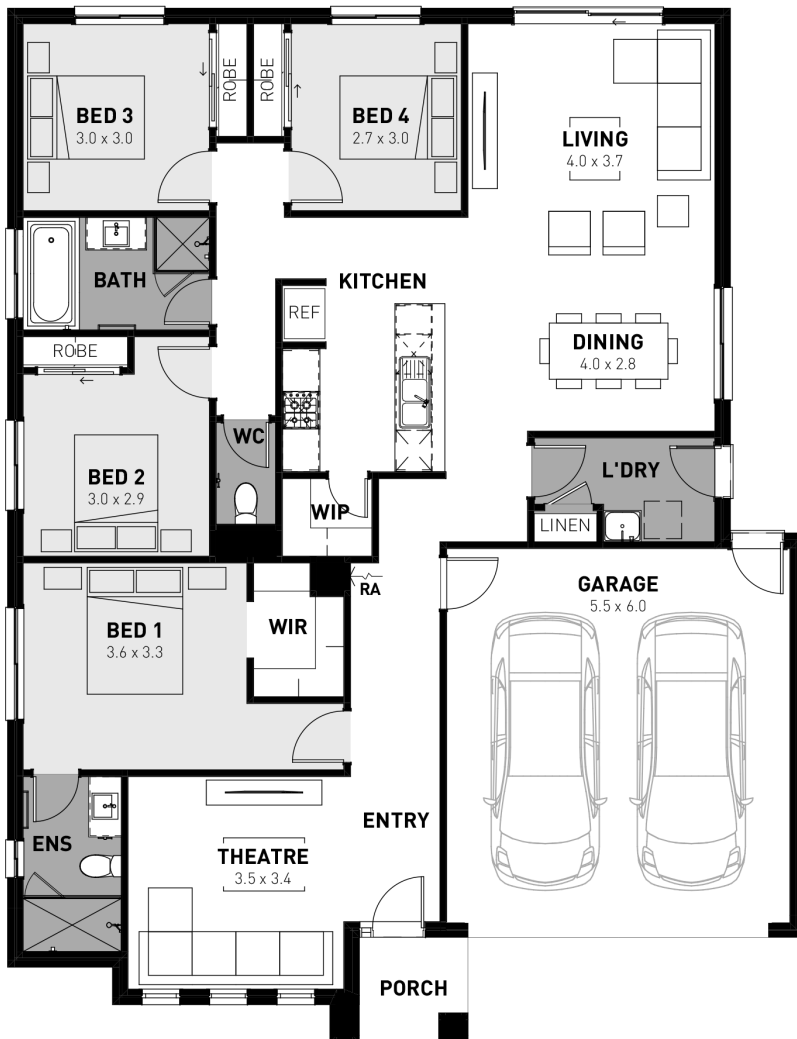 BED 3
3.0 x 3.0
ROBE
ROBE
BED 4
2.7 x 3.0
LIVING
4.0 x 3.7
BATH
KITCHEN
REF
ROBE
DINING
4.0 x 2.8
WC
BED 2
3.0 x 2.9
WIP
L'DRY
LINEN
RA
GARAGE
5.5 x 6.0
BED 1
3.6 x 3.3
WIR
ENS
ENTRY
THEATRE
3.5 x 3.4
PORCH